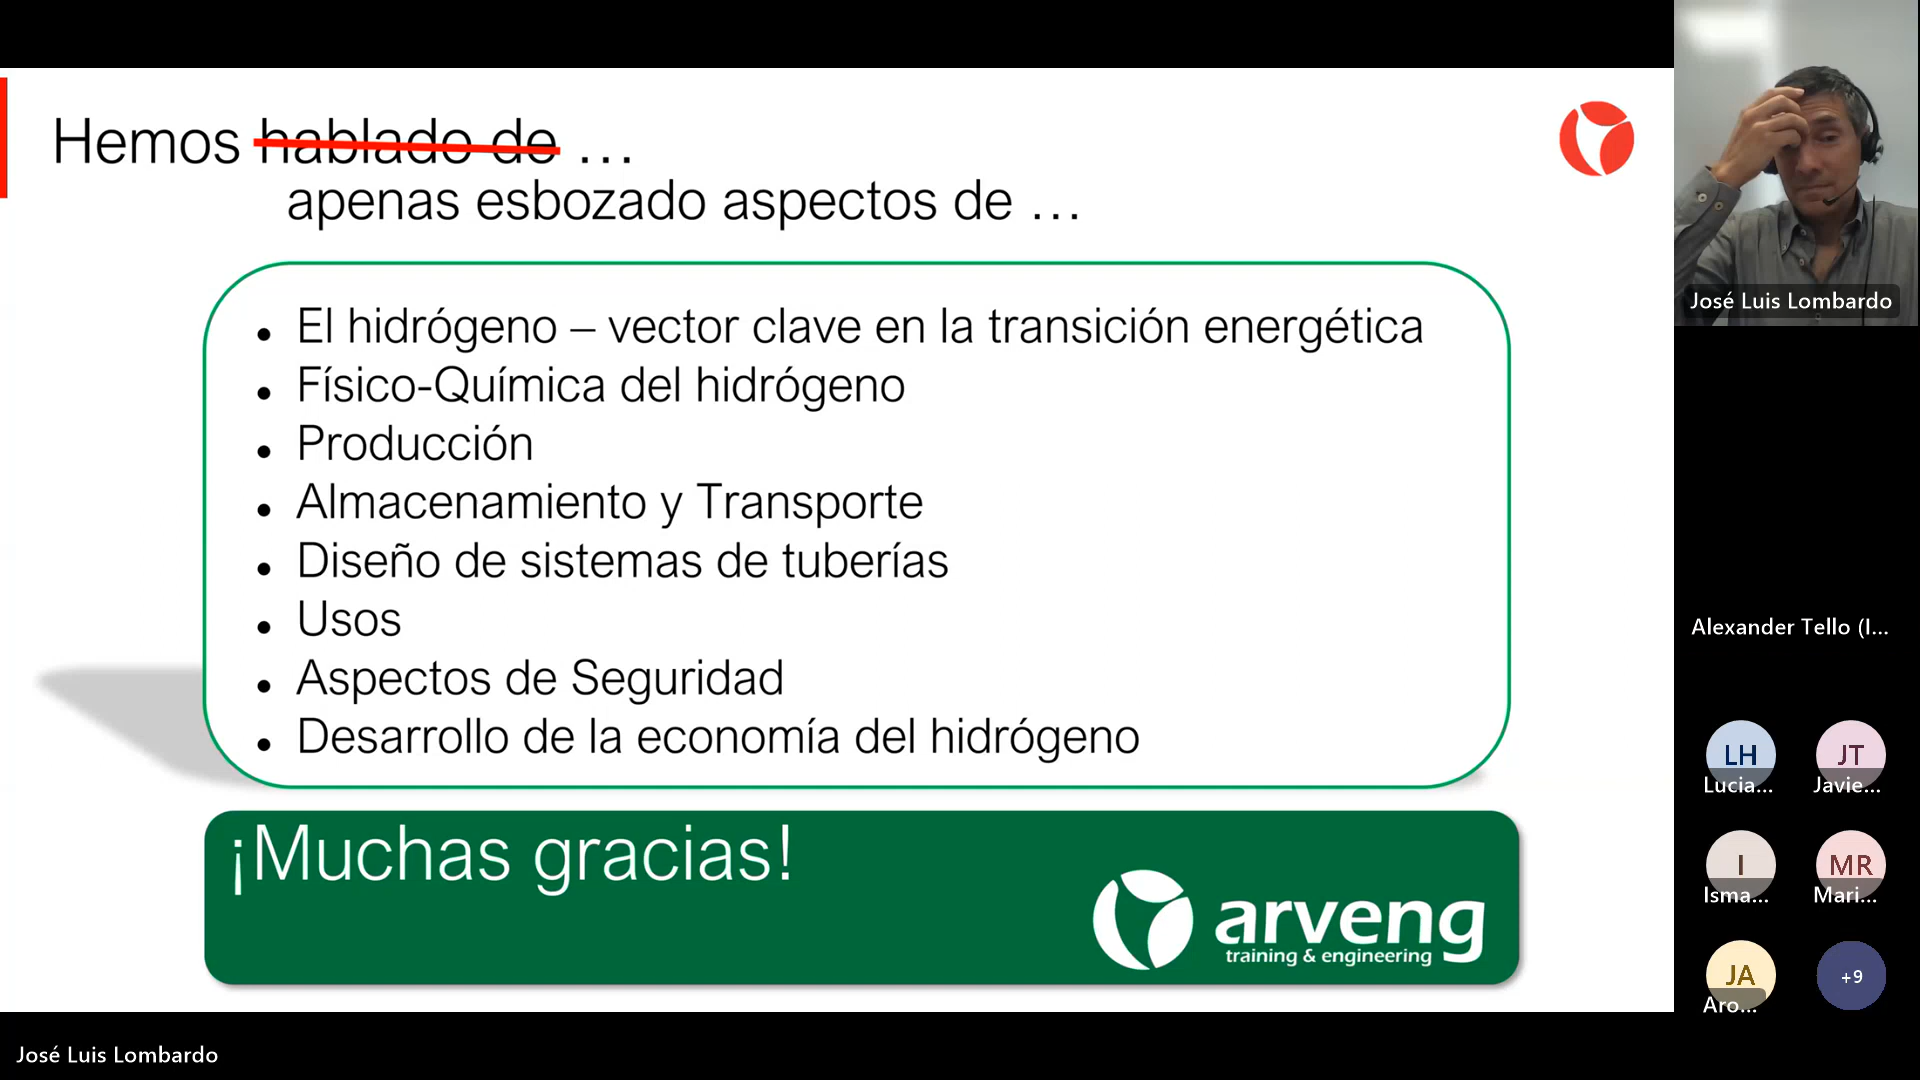 Hemos hablado de …
apenas esbozado aspectos de …
El hidrógeno – vector clave en la transición energética
Físico-Química del hidrógeno
Producción
Almacenamiento y Transporte
Diseño de sistemas de tuberías
Usos
Aspectos de Seguridad
Desarrollo de la economía del hidrógeno
¡Muchas gracias!
arveng
training & engineering
José Luis Lombardo
Alexander Tello (I...
LH
Lucia...
JT
Javie...
I
Isma...
MR
Mari...
JA
Aro...
+9
José Luis Lombardo